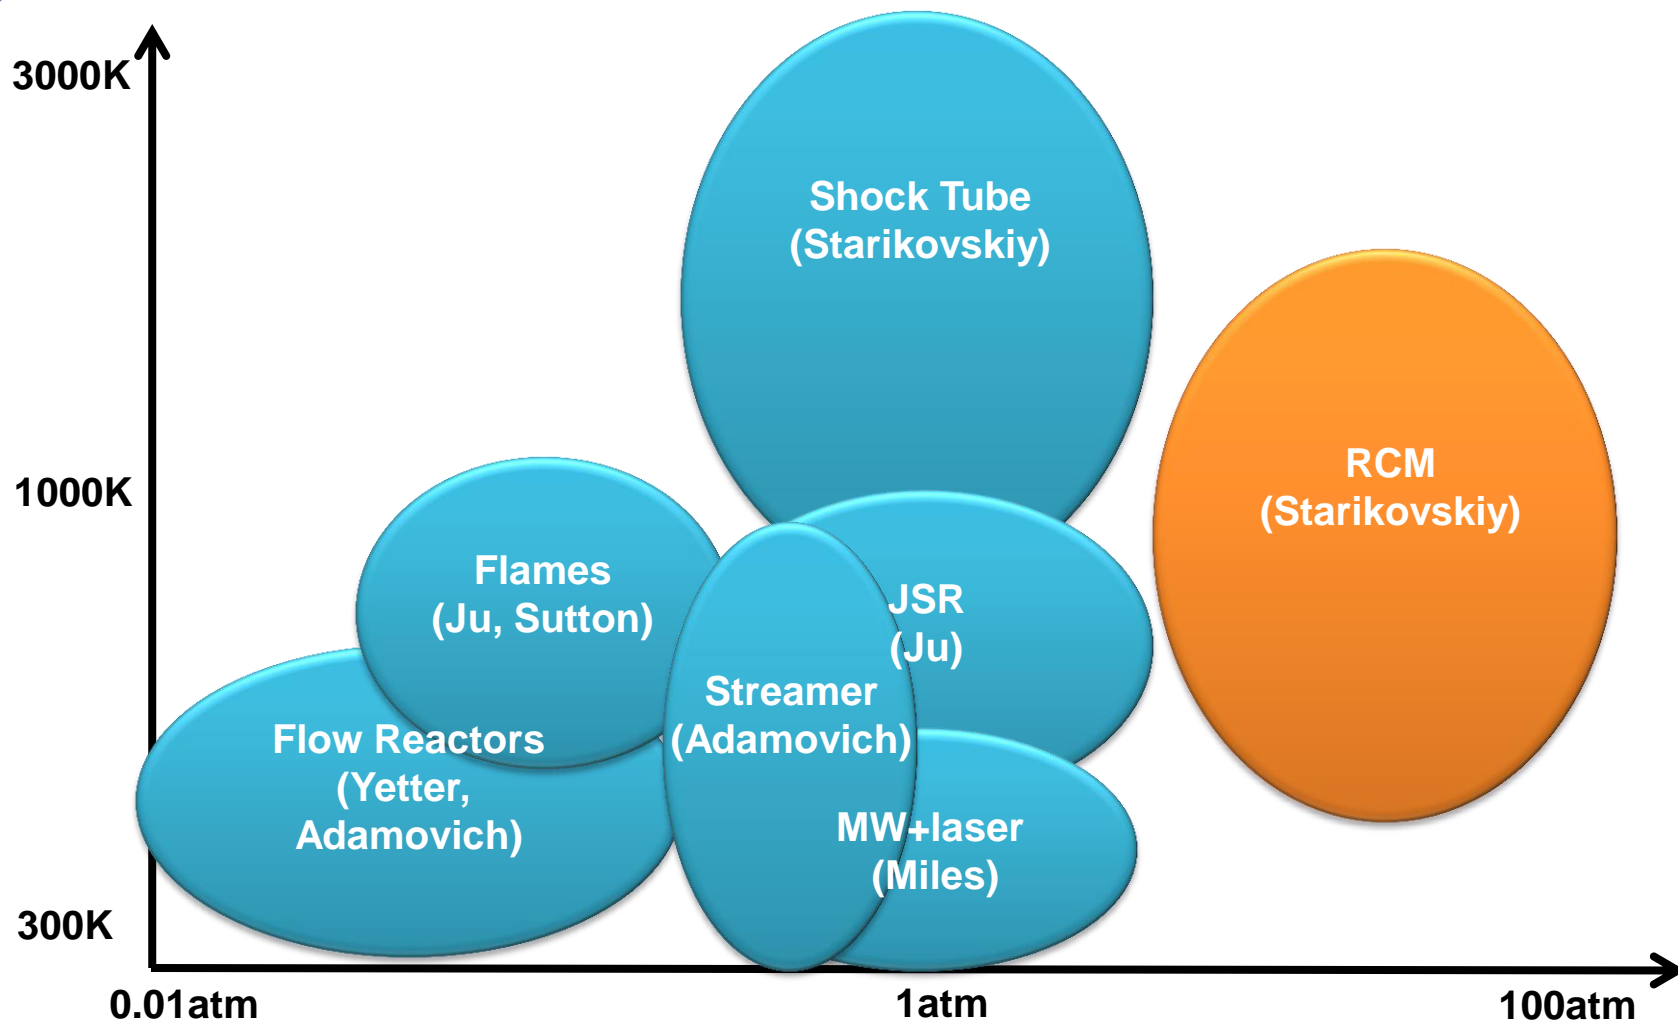 3000K
Shock Tube
(Starikovskiy)
RCM
(Starikovskiy)
1000K
Flames
(Ju, Sutton)
JSR
(Ju)
Streamer
(Adamovich)
Flow Reactors
(Yetter,
Adamovich)
MW+laser
(Miles)
300K
0.01atm
1atm
100atm